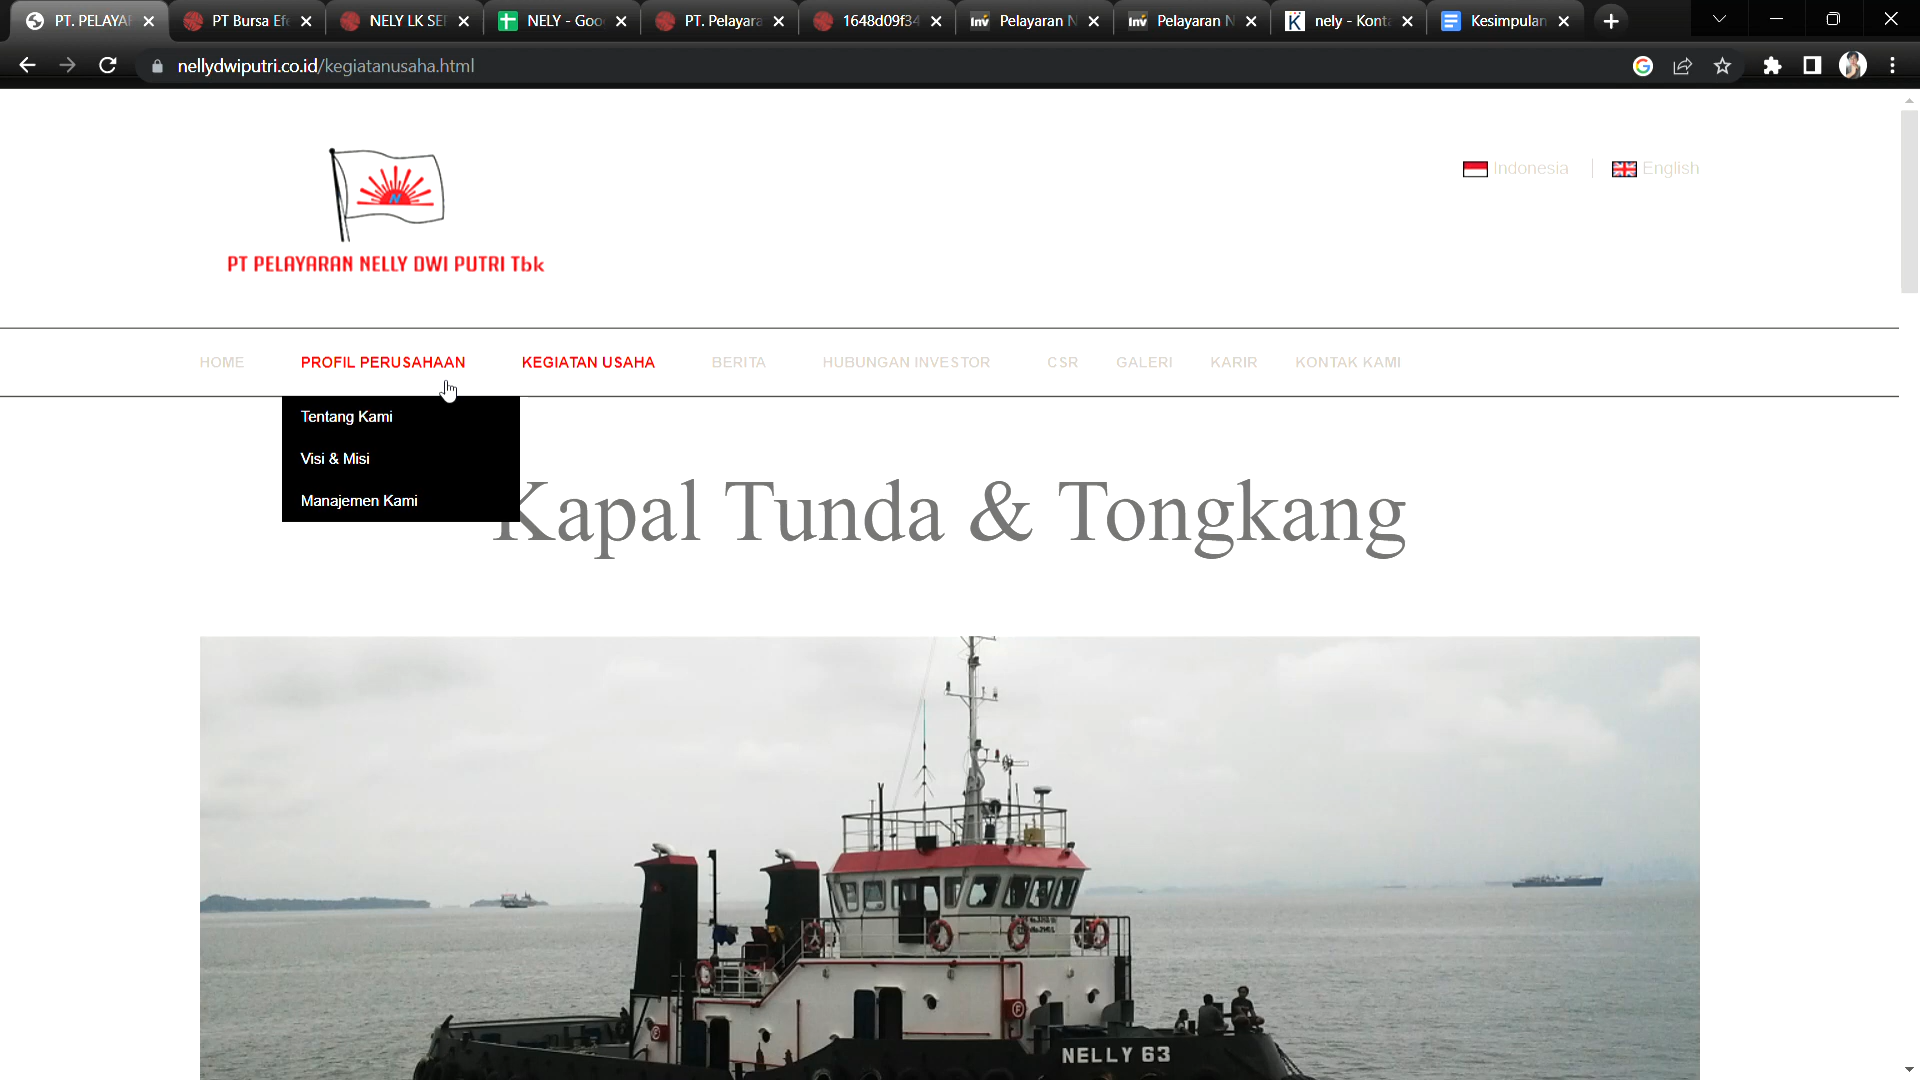 PT. PELAYAR
PT Bursa Efe
NELY LK SE
NELY - Goo
PT. Pelayara
1648d09f34
Pelayaran N
Pelayaran N
nely - Konta
Kesimpulan
nellydwiputri.co.id/kegiatanusaha.html
Indonesia
English
N
PT PELAYARAN NELLY DWI PUTRI Tbk
HOME
PROFIL PERUSAHAAN
KEGIATAN USAHA
BERITA
HUBUNGAN INVESTOR
CSR
GALERI
KARIR
KONTAK KAMI
Tentang Kami
Visi & Misi
Manajemen Kami
Kapal Tunda & Tongkang
NELLY 63